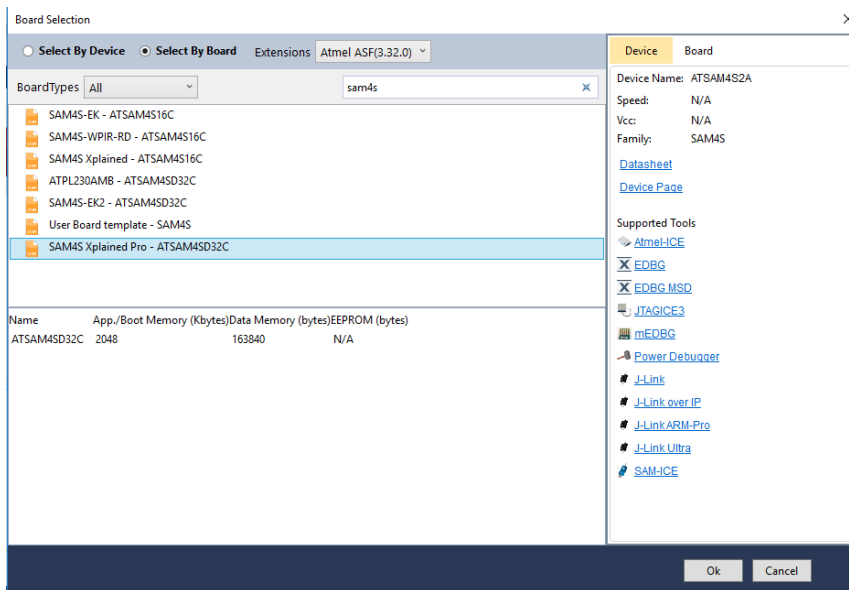 Board Selection
Select By Device Select By Board Extensions Atmel ASF(3.32.0)
BoardTypes All sam4s
SAM4S-EK - ATSAM4S16C
SAM4S-WPIR-RD - ATSAM4S16C
SAM4S Xplained - ATSAM4S16C
ATPL230AMB - ATSAM4SD32C
SAM4S-EK2 - ATSAM4SD32C
User Board template - SAM4S
SAM4S Xplained Pro - ATSAM4SD32C
Name App./Boot Memory (Kbytes) Data Memory (bytes) EEPROM (bytes)
ATSAM4SD32C 2048 163840 N/A
Device Board
Device Name: ATSAM4S2A
Speed: N/A
Vcc: N/A
Family: SAM4S
Datasheet
Device Page
Supported Tools
Atmel-ICE
EDBG
EDBG MSD
JTAGICE3
mEDBG
Power Debugger
J-Link
J-Link over IP
J-Link ARM-Pro
J-Link Ultra
SAM-ICE
Ok Cancel